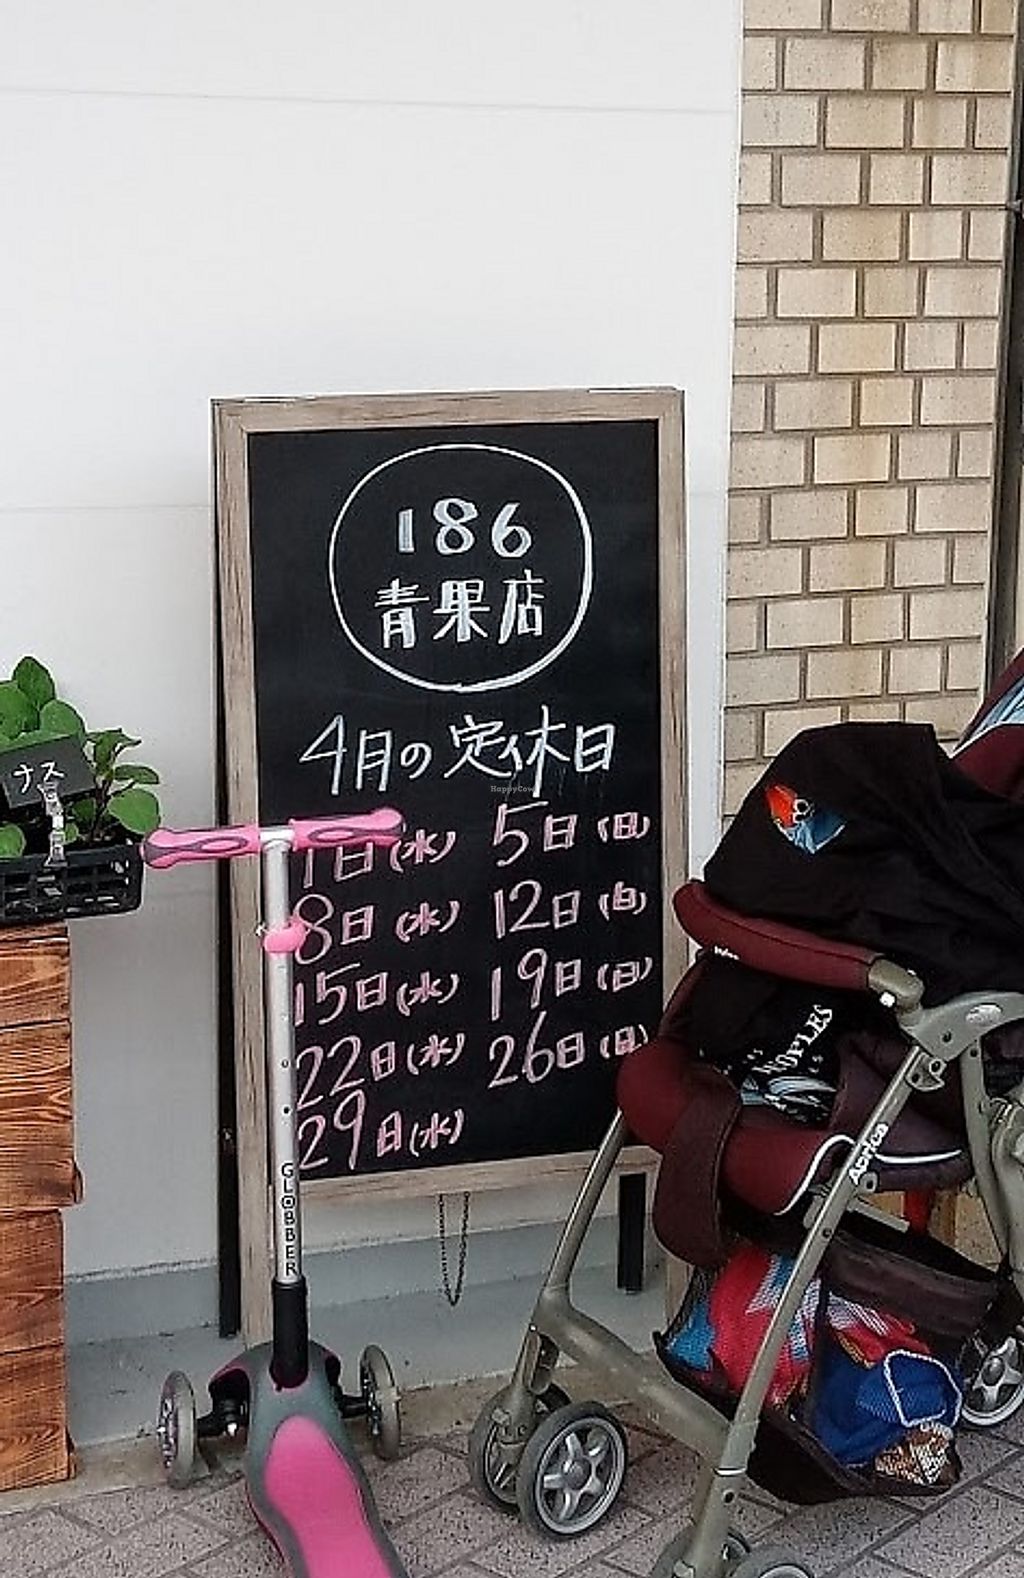 186
青果店
4月の定休日
1日(水) 5日(日)
8日(水) 12日(日)
15日(水) 19日(日)
22日(水) 26日(日)
29日(水)
ナス
HappyCow
GLOBBER
Aprica